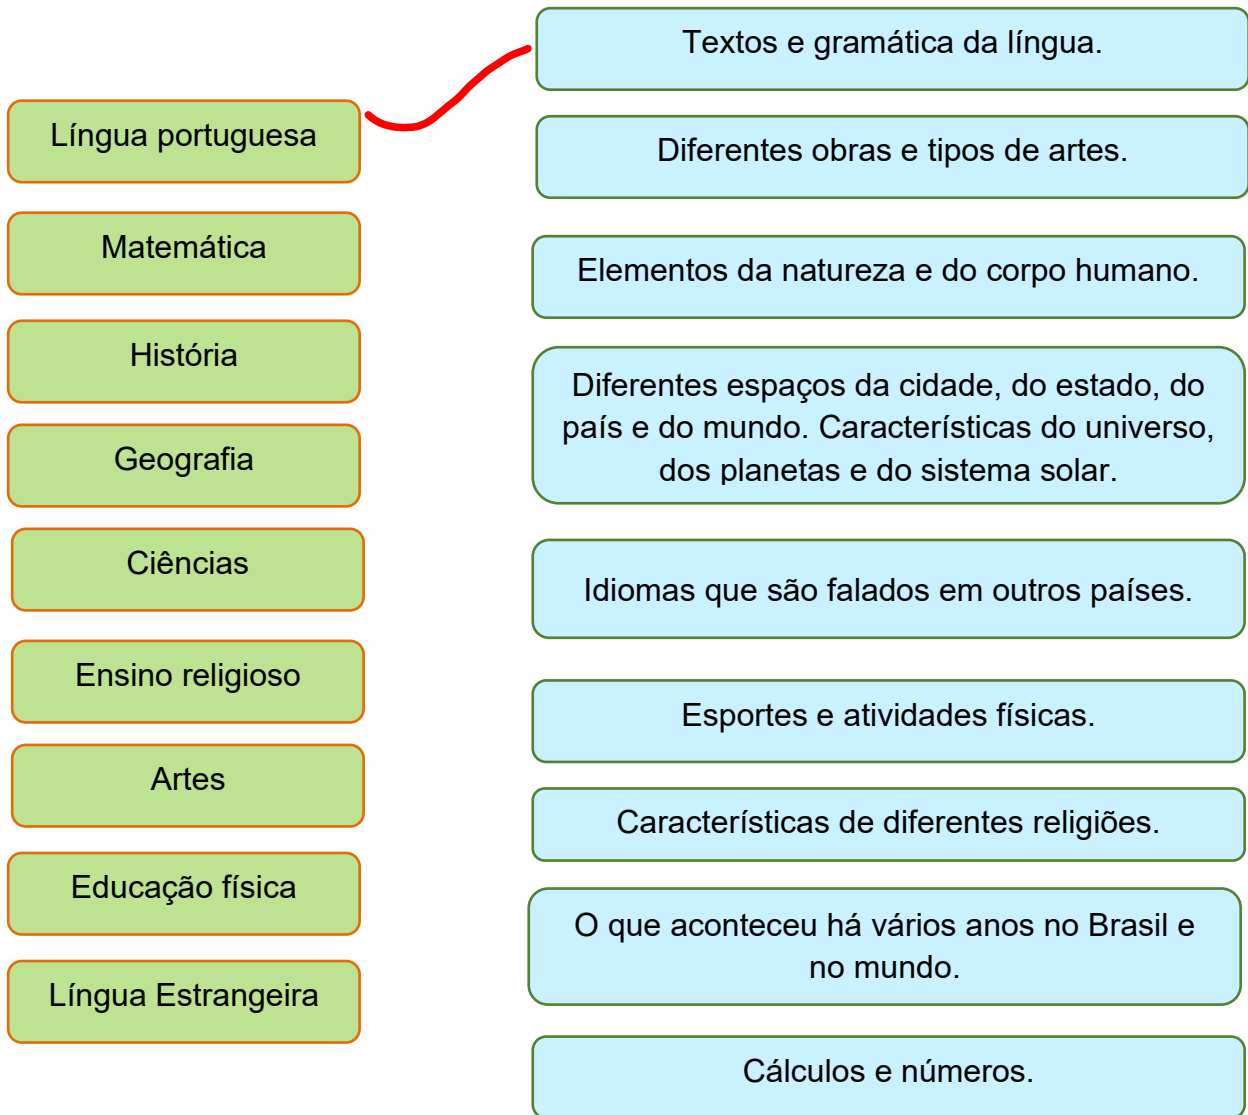 Língua portuguesa
Matemática
História
Geografia
Ciências
Ensino religioso
Artes
Educação física
Língua Estrangeira
Textos e gramática da língua.
Diferentes obras e tipos de artes.
Elementos da natureza e do corpo humano.
Diferentes espaços da cidade, do estado, do
país e do mundo. Características do universo,
dos planetas e do sistema solar.
Idiomas que são falados em outros países.
Esportes e atividades físicas.
Características de diferentes religiões.
O que aconteceu há vários anos no Brasil e
no mundo.
Cálculos e números.